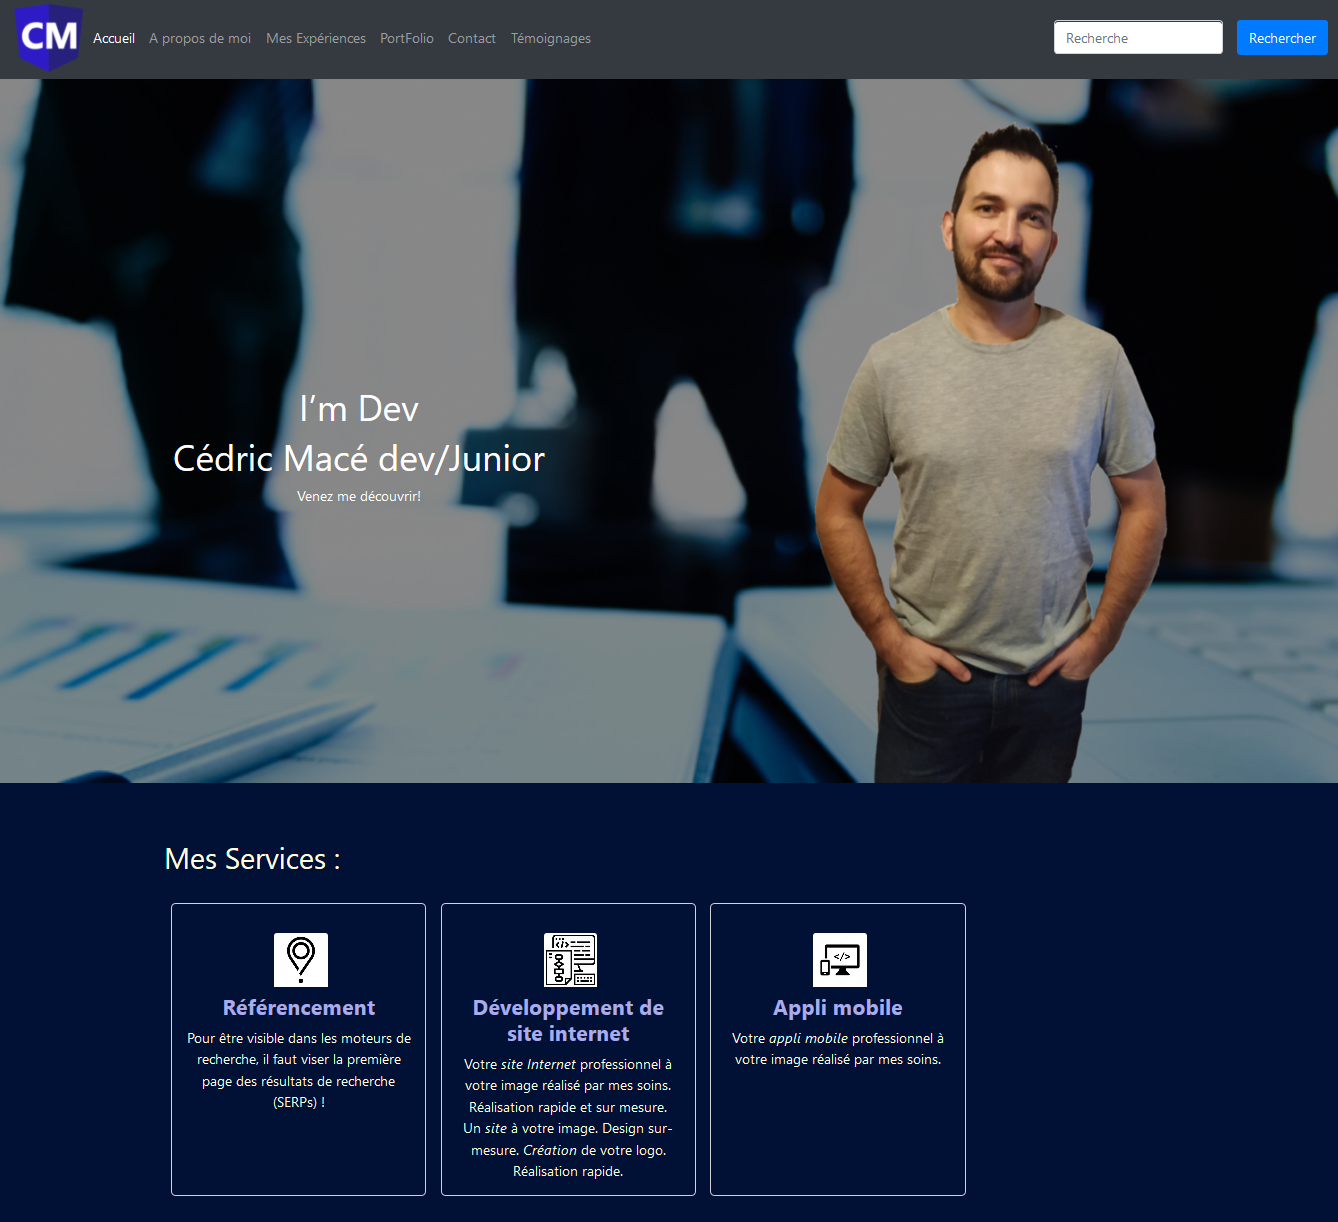 CM
Accueil A propos de moi Mes Expériences PortFolio Contact Témoignages Recherche Rechercher
I'm Dev
Cédric Macé dev/Junior
Venez me découvrir!
Mes Services :
Référencement
Pour être visible dans les moteurs de
recherche, il faut viser la première
page des résultats de recherche
(SERPs) !
Développement de
site internet
Votre site Internet professionnel à
votre image réalisé par mes soins.
Réalisation rapide et sur mesure.
Un site à votre image. Design sur-
mesure. Création de votre logo.
Réalisation rapide.
Appli mobile
Votre appli mobile professionnel à
votre image réalisé par mes soins.